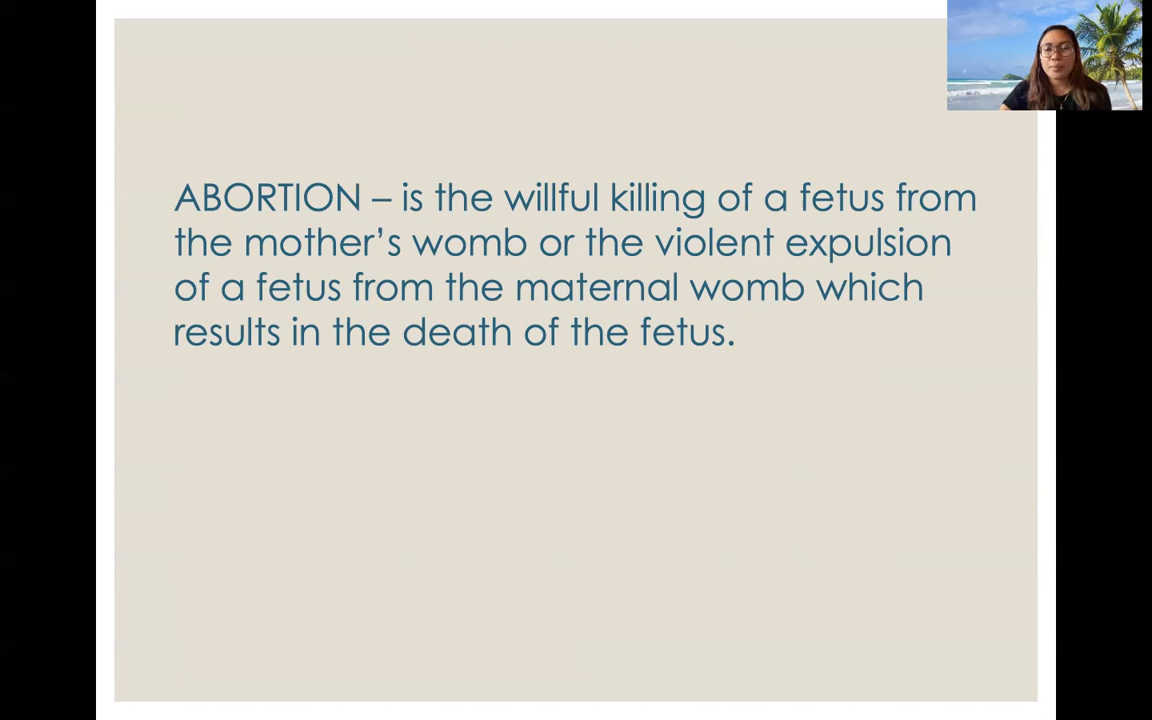 ABORTION – is the willful killing of a fetus from
the mother’s womb or the violent expulsion
of a fetus from the maternal womb which
results in the death of the fetus.